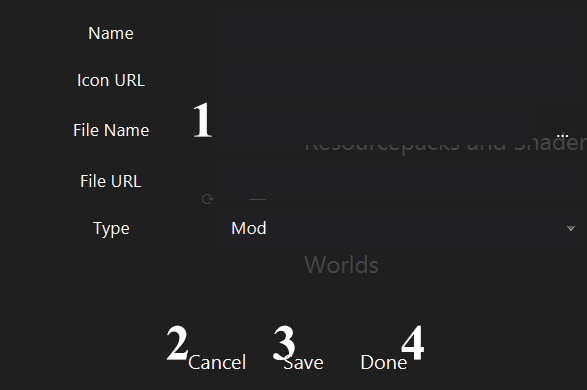 Name
Icon URL
File Name 1 ...
Resourcepacks and Shader
File URL
Type Mod
Worlds
2 3 4
Cancel Save Done